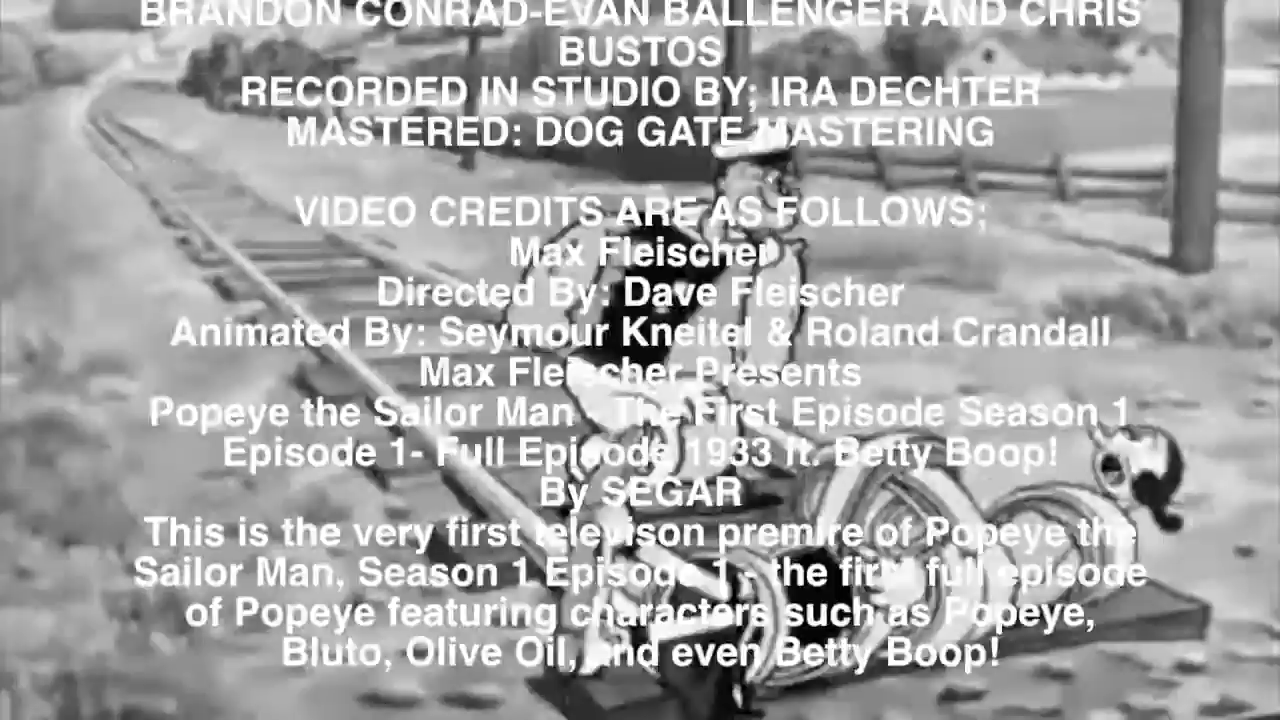 BRANDON CONRAD-EVAN BALLENGER AND CHRIS
BUSTOS
RECORDED IN STUDIO BY; IRA DECHTER
MASTERED: DOG GATE MASTERING
VIDEO CREDITS ARE AS FOLLOWS;
Max Fleischer
Directed By: Dave Fleischer
Animated By: Seymour Kneitel & Roland Crandall
Max Fleischer Presents
Popeye the Sailor Man - The First Episode Season 1
Episode 1- Full Episode 1933 ft. Betty Boop!
By SEGAR
This is the very first televison premire of Popeye the
Sailor Man, Season 1 Episode 1 - the first full episode
of Popeye featuring characters such as Popeye,
Bluto, Olive Oil, and even Betty Boop!